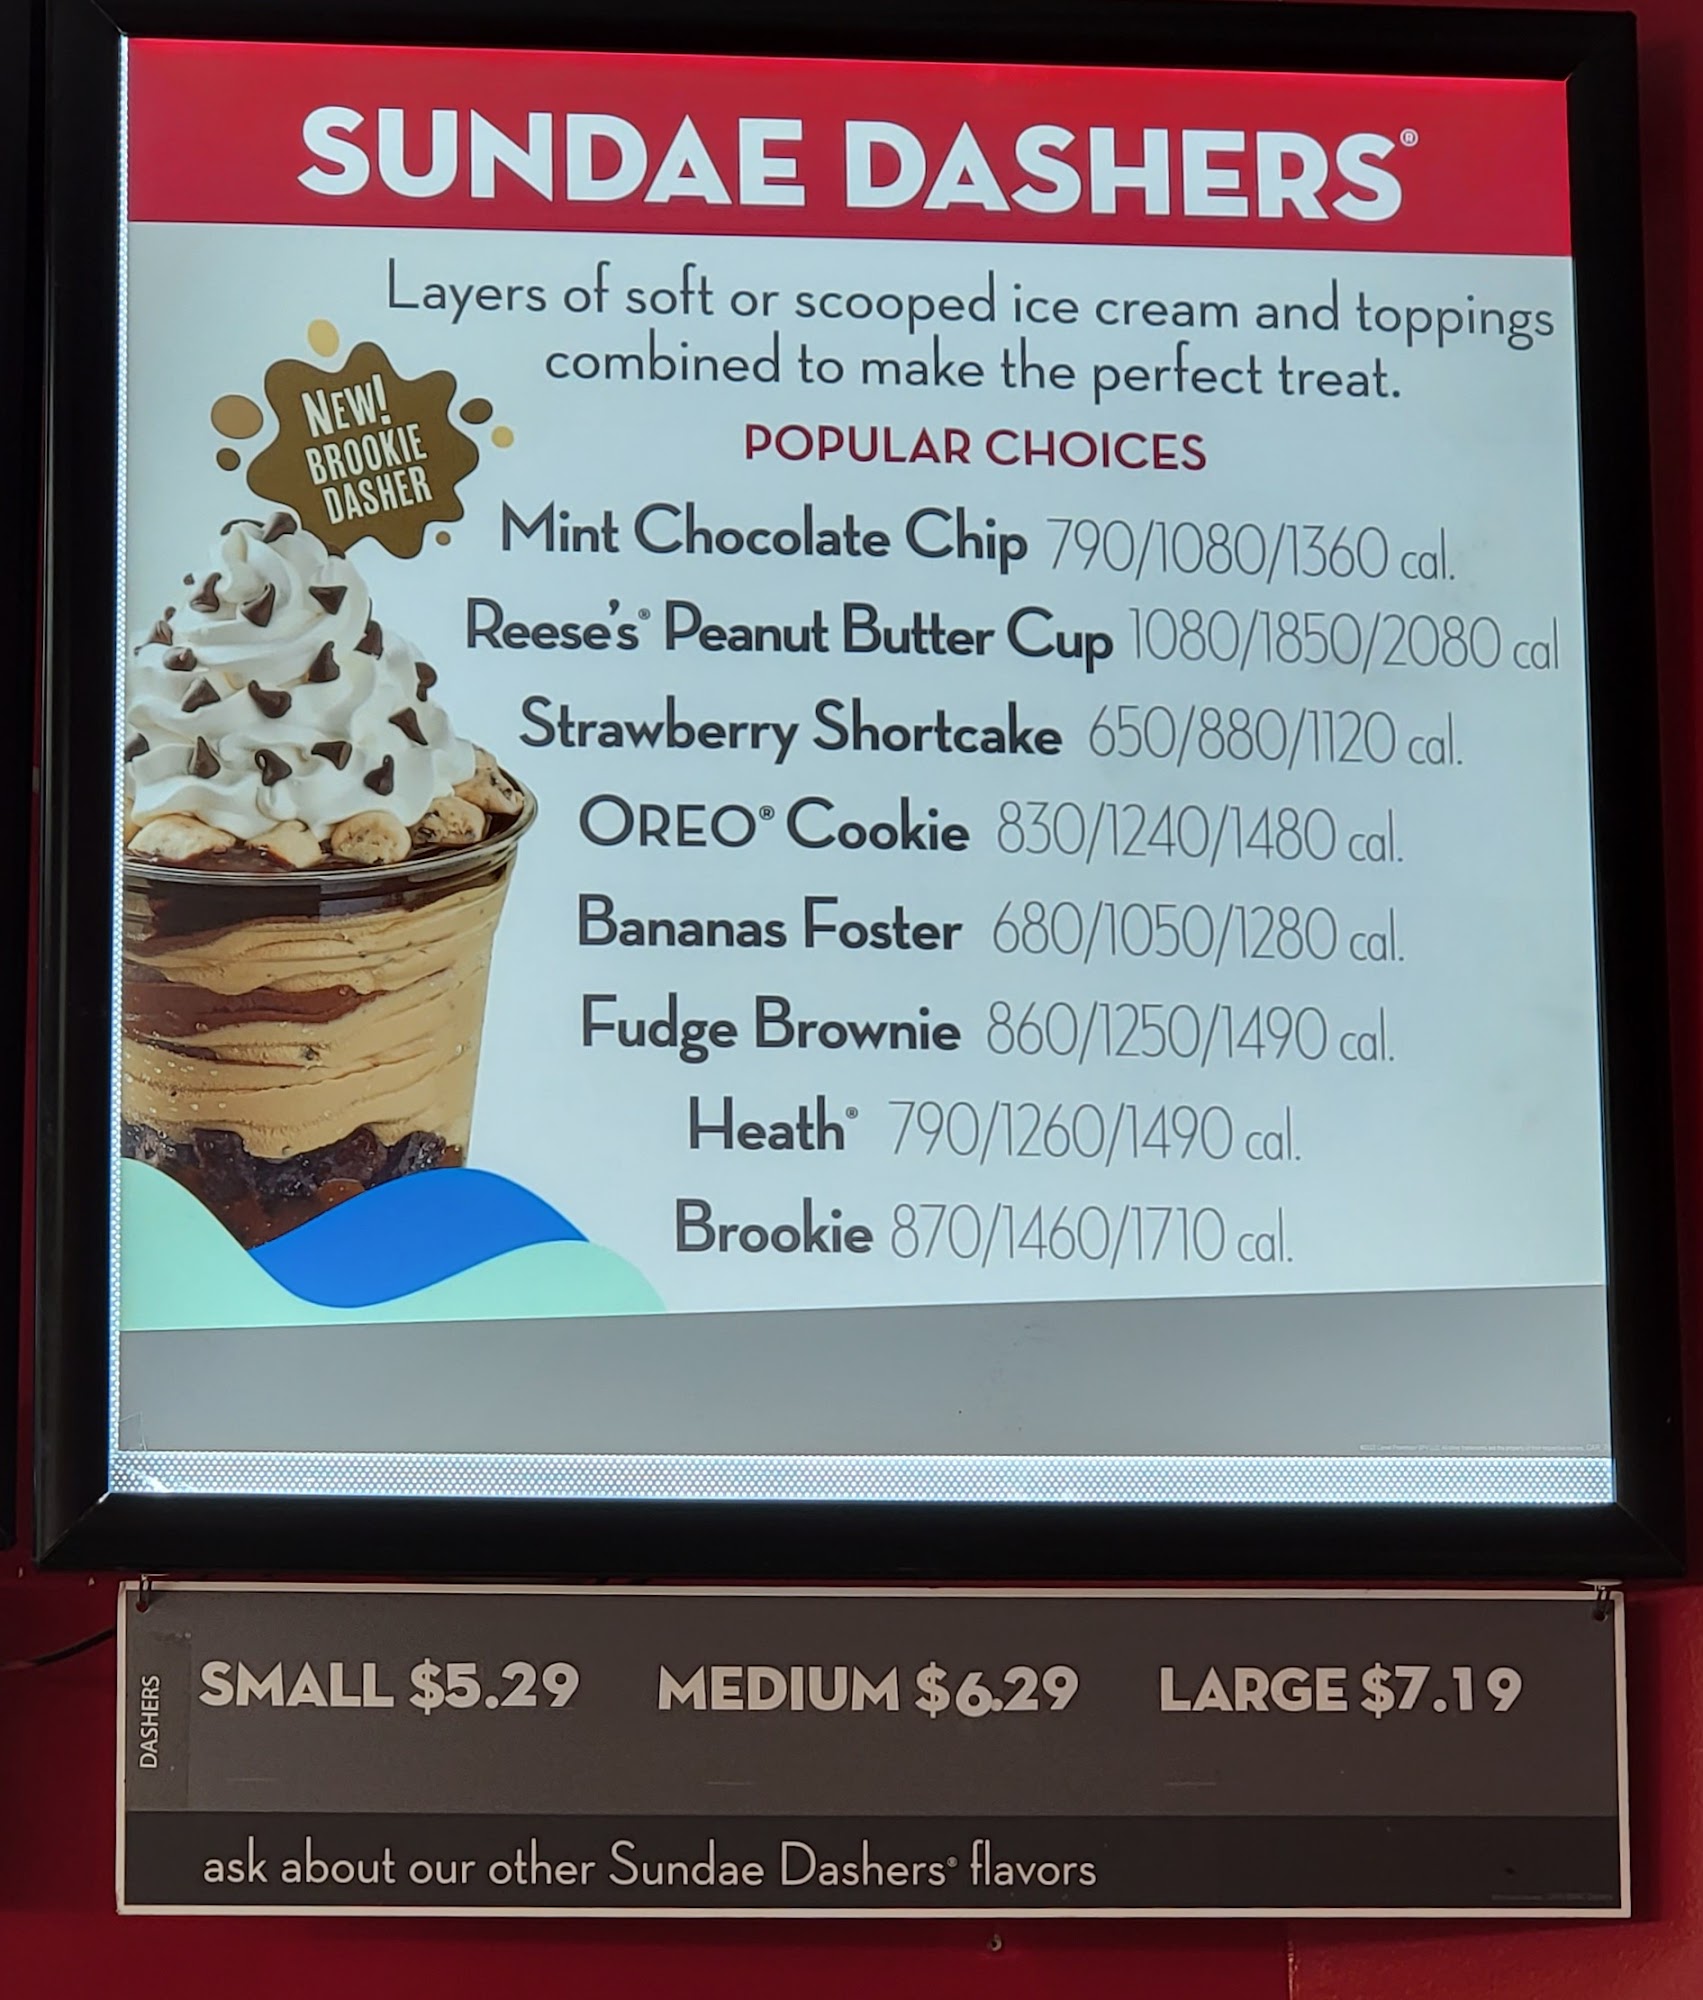 SUNDAE DASHERS®
Layers of soft or scooped ice cream and toppings
combined to make the perfect treat.
NEW!
BROOKIE
DASHER
POPULAR CHOICES
Mint Chocolate Chip 790/1080/1360 cal.
Reese's® Peanut Butter Cup 1080/1850/2080 cal
Strawberry Shortcake 650/880/1120 cal.
OREO® Cookie 830/1240/1480 cal.
Bananas Foster 680/1050/1280 cal.
Fudge Brownie 860/1250/1490 cal.
Heath® 790/1260/1490 cal.
Brookie 870/1460/1710 cal.
DASHERS
SMALL $5.29 MEDIUM $6.29 LARGE $7.19
ask about our other Sundae Dashers® flavors